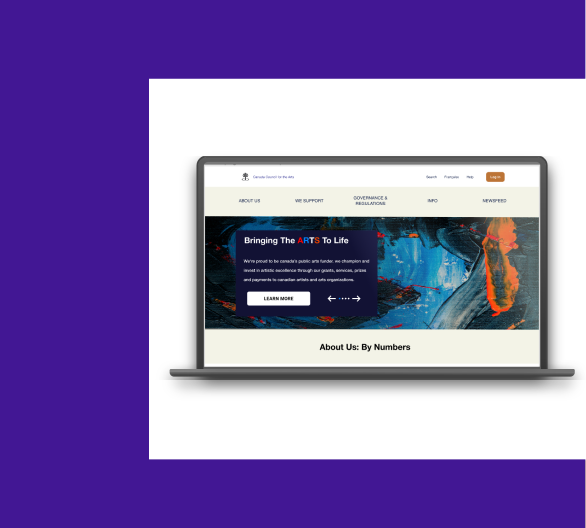 Canada Council for the Arts
Search Français Help Log In
ABOUT US WE SUPPORT GOVERNANCE & REGULATIONS INFO NEWSFEED
Bringing The ARTS To Life
We're proud to be canada's public arts funder. we champion and
invest in artistic excellence through our grants, services, prizes
and payments to canadian artists and arts organizations.
LEARN MORE
About Us: By Numbers